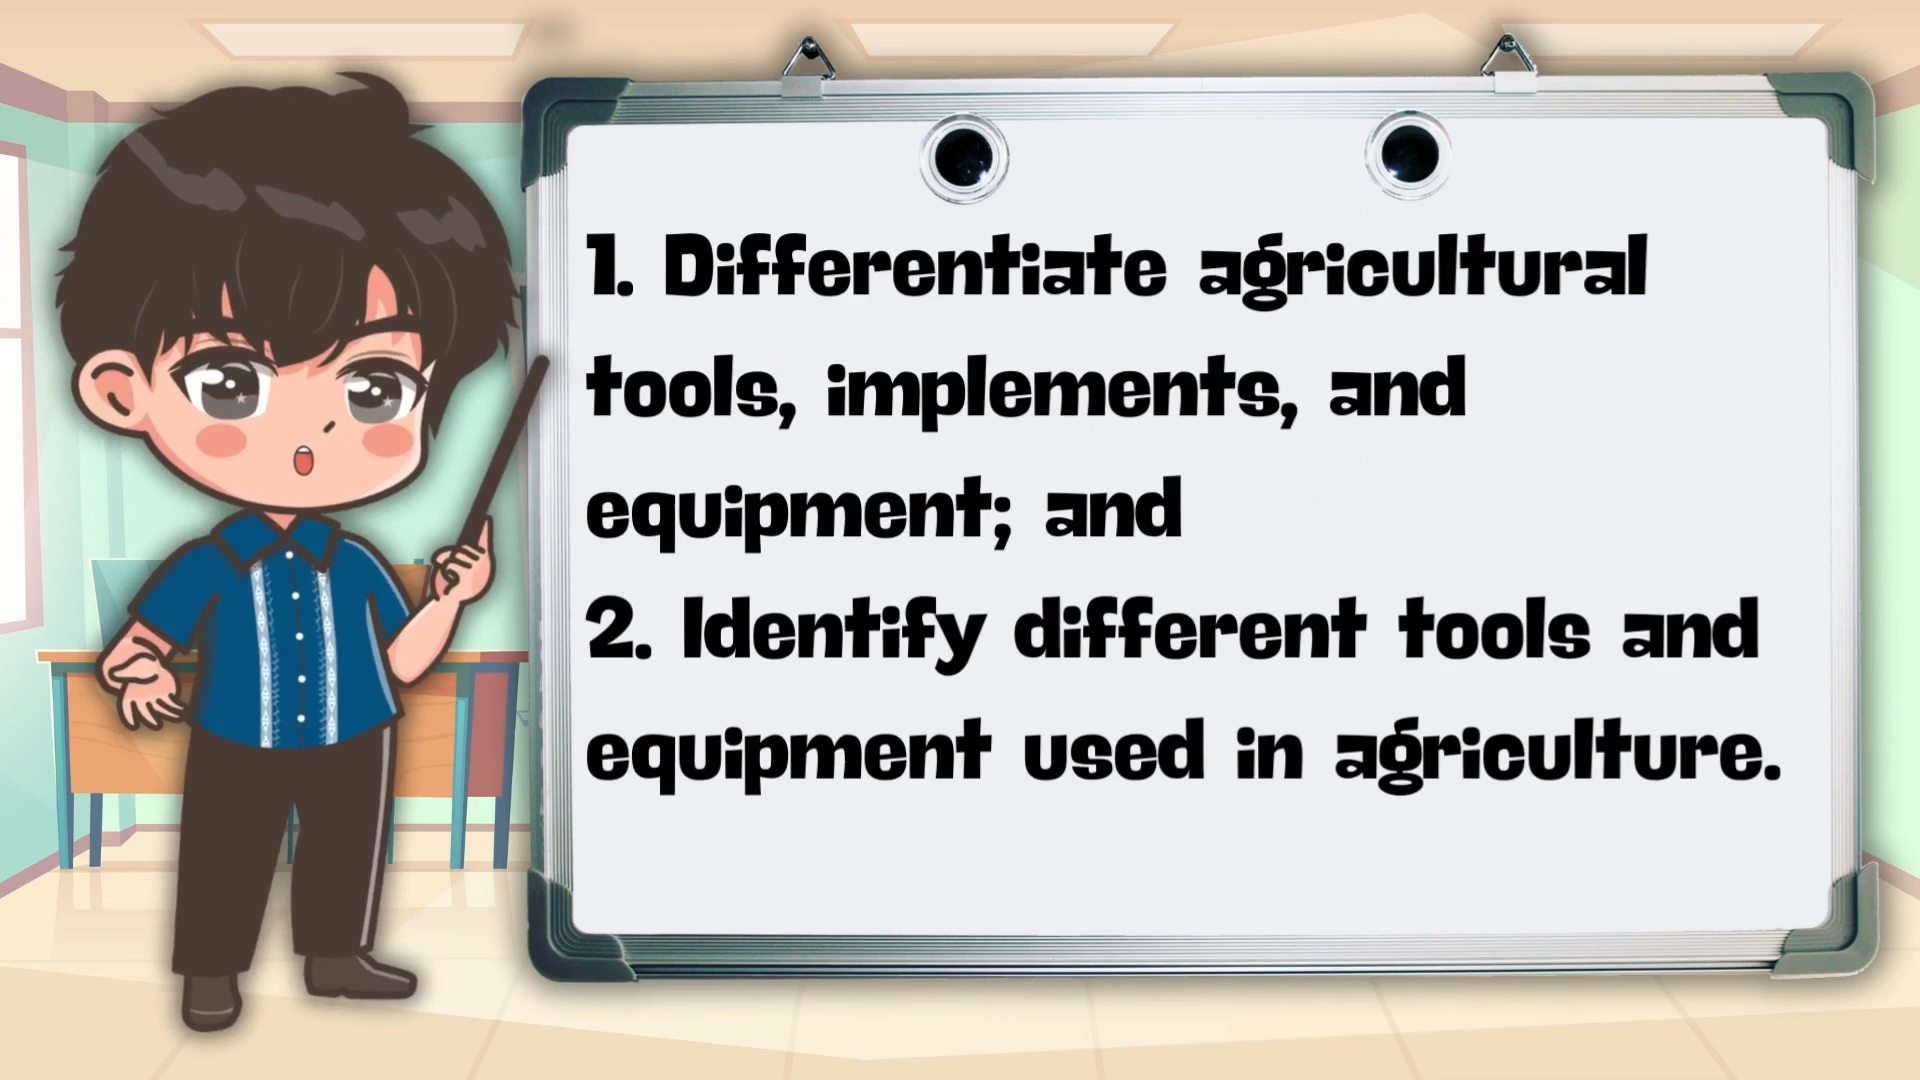 1. Differentiate agricultural
tools, implements, and
equipment; and
2. Identify different tools and
equipment used in agriculture.